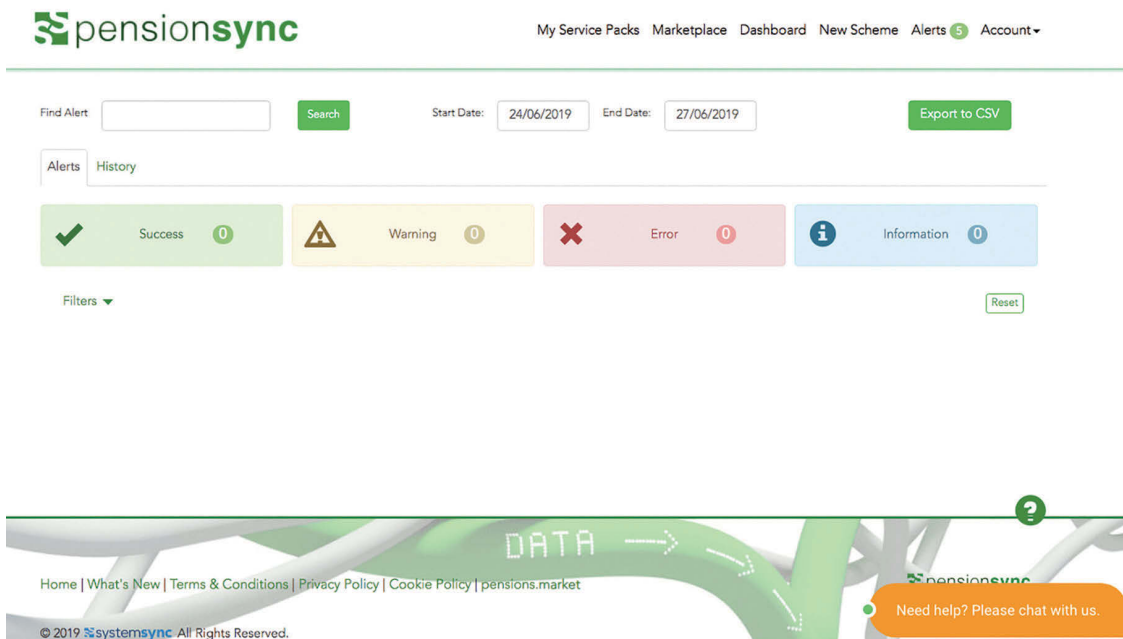 pensionsync
My Service Packs Marketplace Dashboard New Scheme Alerts 5 Account
Find Alert Search Start Date: 24/06/2019 End Date: 27/06/2019 Export to CSV
Alerts History
Success 0 Warning 0 Error 0 Information 0
Filters Reset
?
DATA
Home | What's New | Terms & Conditions | Privacy Policy | Cookie Policy | pensions.market
pensionsync
Need help? Please chat with us.
© 2019 systemsync All Rights Reserved.